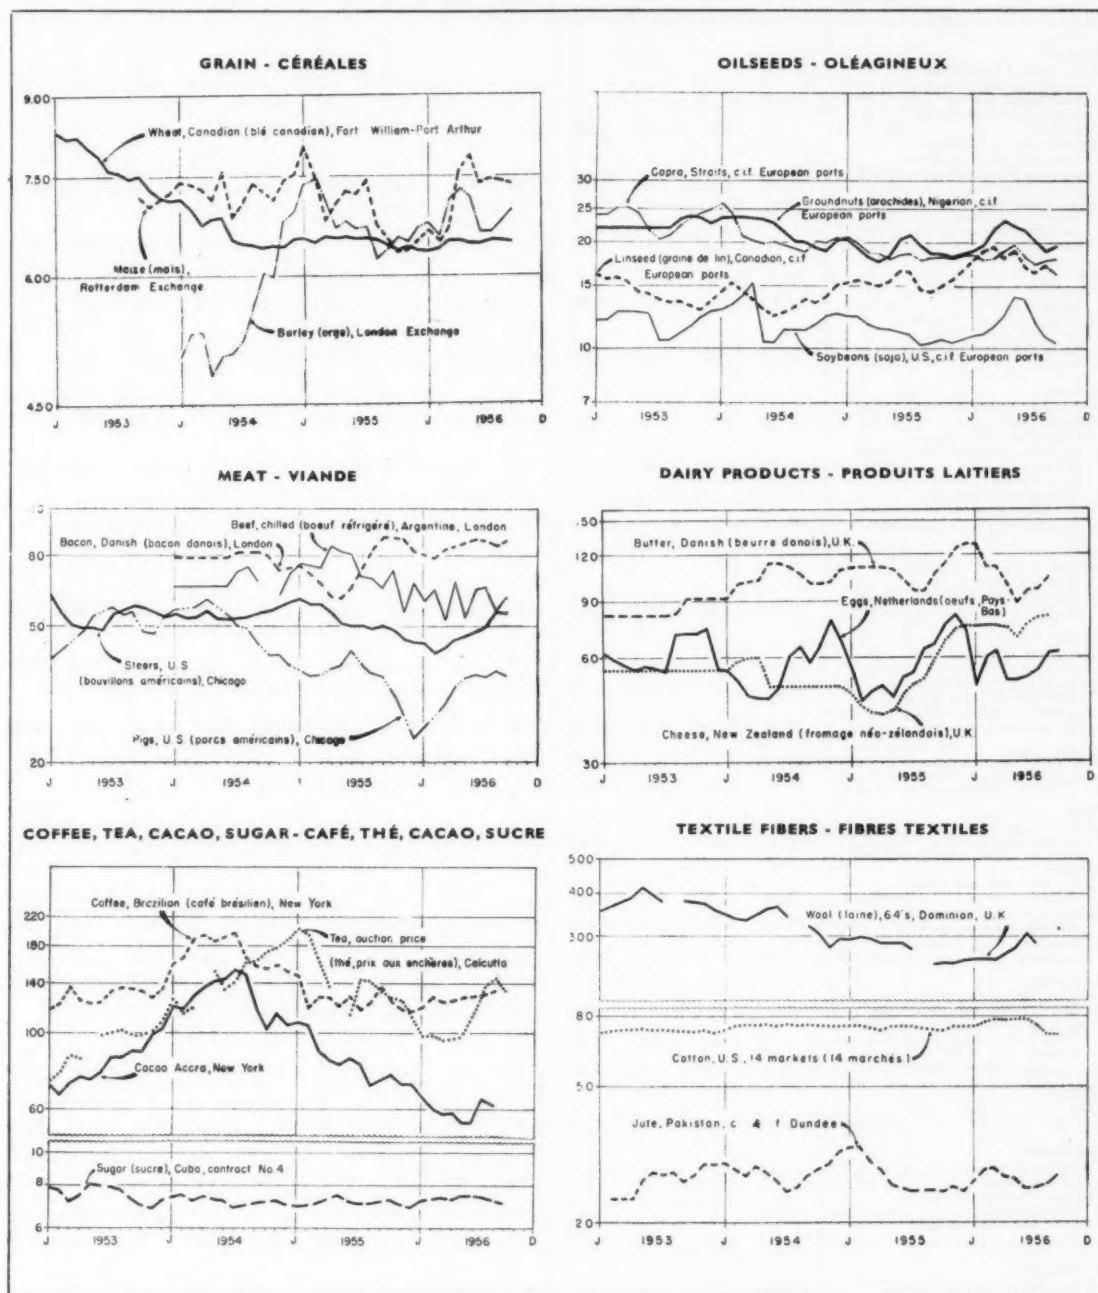 GRAIN - CÉRÉALES
9.00
Wheat, Canadian (blé canadien), Fort William-Port Arthur
7.50
Maize (maïs),
Rotterdam Exchange
6.00
Barley (orge), London Exchange
4.50
J 1953 J 1954 J 1955 J 1956 D
OILSEEDS - OLÉAGINEUX
30
Copra, Straits, c.i.f. European ports
25
Groundnuts (arachides), Nigerian, c.i.f.
European ports
20
Linseed (graine de lin), Canadian, c.i.f.
European ports
15
10
Soybeans (soja), U.S., c.i.f. European ports
7
J 1953 J 1954 J 1955 J 1956 D
MEAT - VIANDE
Beef, chilled (boeuf réfrigéré), Argentine, London
Bacon, Danish (bacon danois), London
80
50
Steers, U.S.
(bouvillons américains), Chicago
Pigs, U.S. (porcs américains), Chicago
20
J 1953 J 1954 J 1955 J 1956 D
DAIRY PRODUCTS - PRODUITS LAITIERS
150
Butter, Danish (beurre danois), U.K.
120
90
Eggs, Netherlands (oeufs, Pays-
Bas)
60
Cheese, New Zealand (fromage néo-zélandais), U.K.
30
J 1953 J 1954 J 1955 J 1956 D
COFFEE, TEA, CACAO, SUGAR - CAFÉ, THÉ, CACAO, SUCRE
Coffee, Brazilian (café brésilien), New York
220
180
Tea, auction price
(thé, prix aux enchères), Calcutta
140
100
Cacao Accra, New York
60
10
Sugar (sucre), Cuba, contract No. 4
8
6
J 1953 J 1954 J 1955 J 1956 D
TEXTILE FIBERS - FIBRES TEXTILES
500
400
Wool (laine), 64's, Dominion, U.K.
300
80
Cotton, U.S., 14 markets (14 marchés)
50
Jute, Pakistan, c & f Dundee
20
J 1953 J 1954 J 1955 J 1956 D